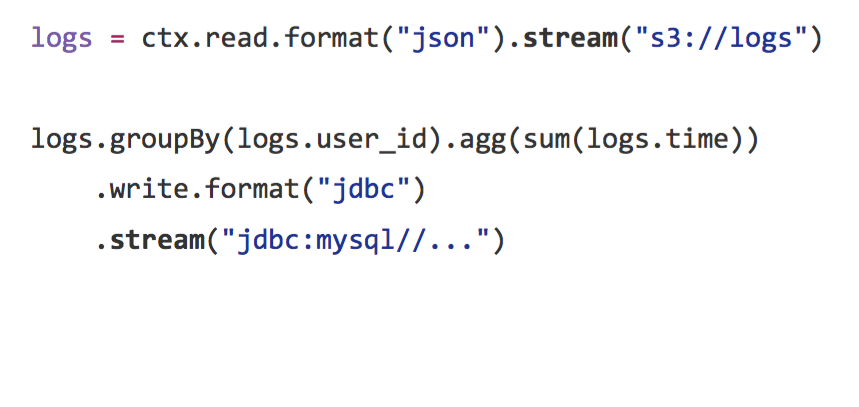 logs = ctx.read.format("json").stream("s3://logs")
logs.groupBy(logs.user_id).agg(sum(logs.time))
.write.format("jdbc")
.stream("jdbc:mysql//...")